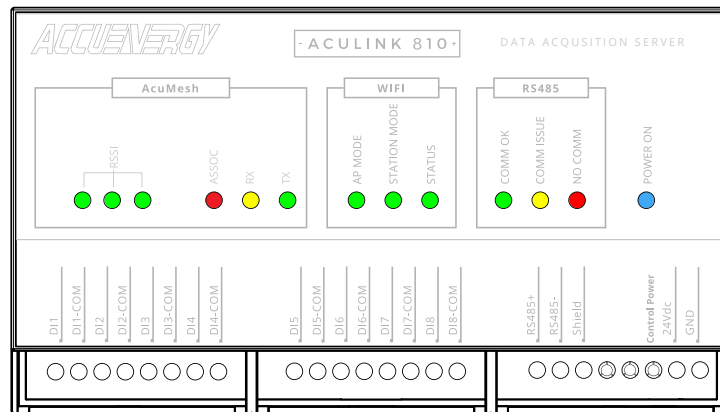 ACCUENERGY
- ACULINK 810 -
DATA ACQUSITION SERVER
AcuMesh
WIFI
RS485
RSSI
ASSOC
RX
TX
AP MODE
STATION MODE
STATUS
COMM OK
COMM ISSUE
NO COMM
POWER ON
DI1
DI1-COM
DI2
DI2-COM
DI3
DI3-COM
DI4
DI4-COM
DI5
DI5-COM
DI6
DI6-COM
DI7
DI7-COM
DI8
DI8-COM
RS485+
RS485-
Shield
Control Power
24Vdc
GND